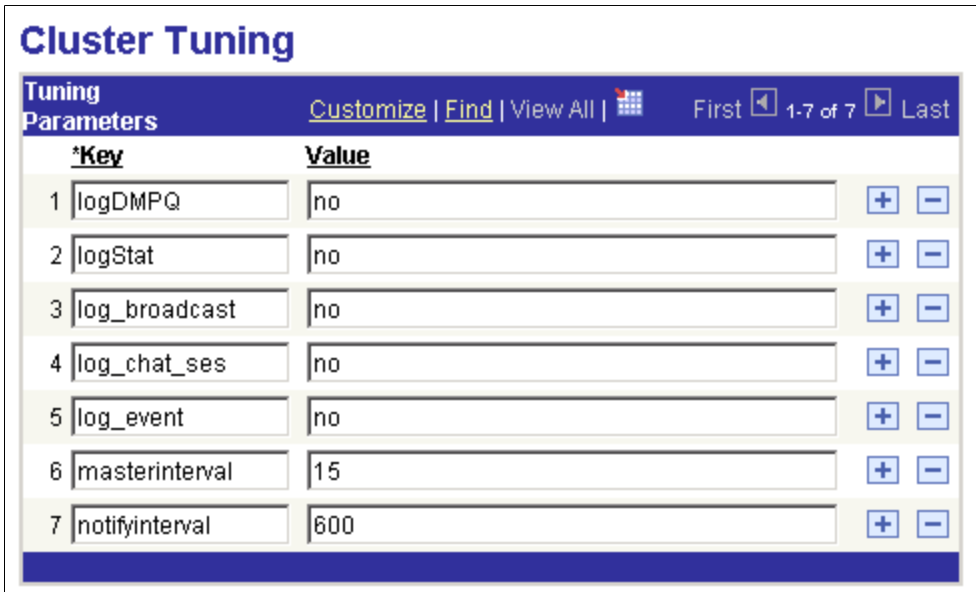 Cluster Tuning
Tuning Parameters Customize | Find | View All | First 1-7 of 7 Last
*Key Value
1 logDMPQ no
2 logStat no
3 log_broadcast no
4 log_chat_ses no
5 log_event no
6 masterinterval 15
7 notifyinterval 600